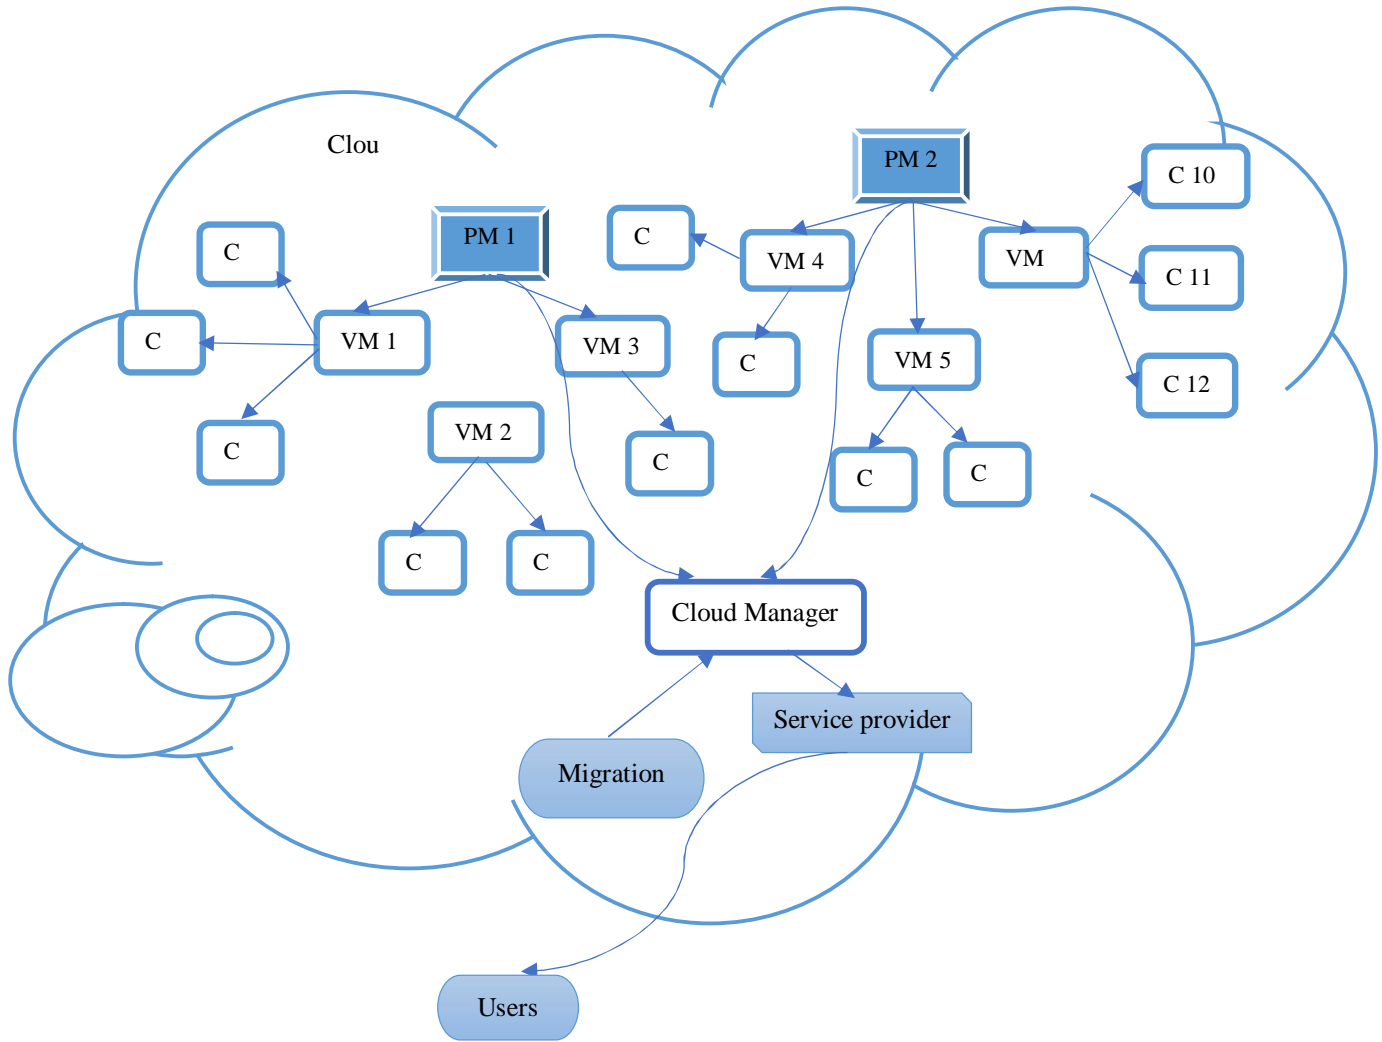 Clou
PM 2
C 10
PM 1
C
C
VM 4
VM
C 11
C
VM 1
VM 3
C
VM 5
C 12
C
VM 2
C
C
C
C
C
Cloud Manager
Service provider
Migration
Users